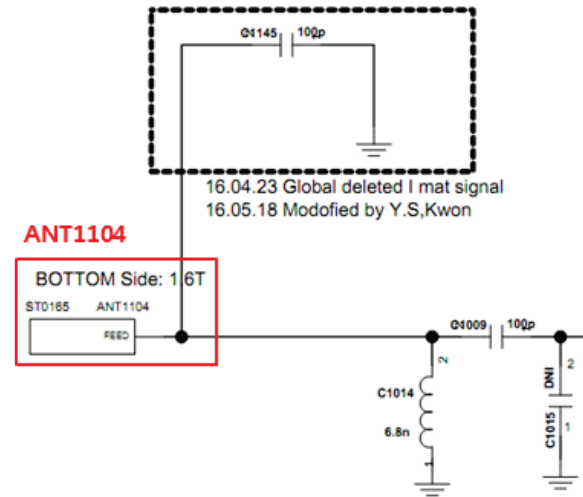 C1145 100p
16.04.23 Global deleted I mat signal
16.05.18 Modofied by Y.S,Kwon
ANT1104
BOTTOM Side: 1.6T
ST0165 ANT1104
FEED
C1009 100p
2
C1014
6.8n
1
DNI
2
C1015
1